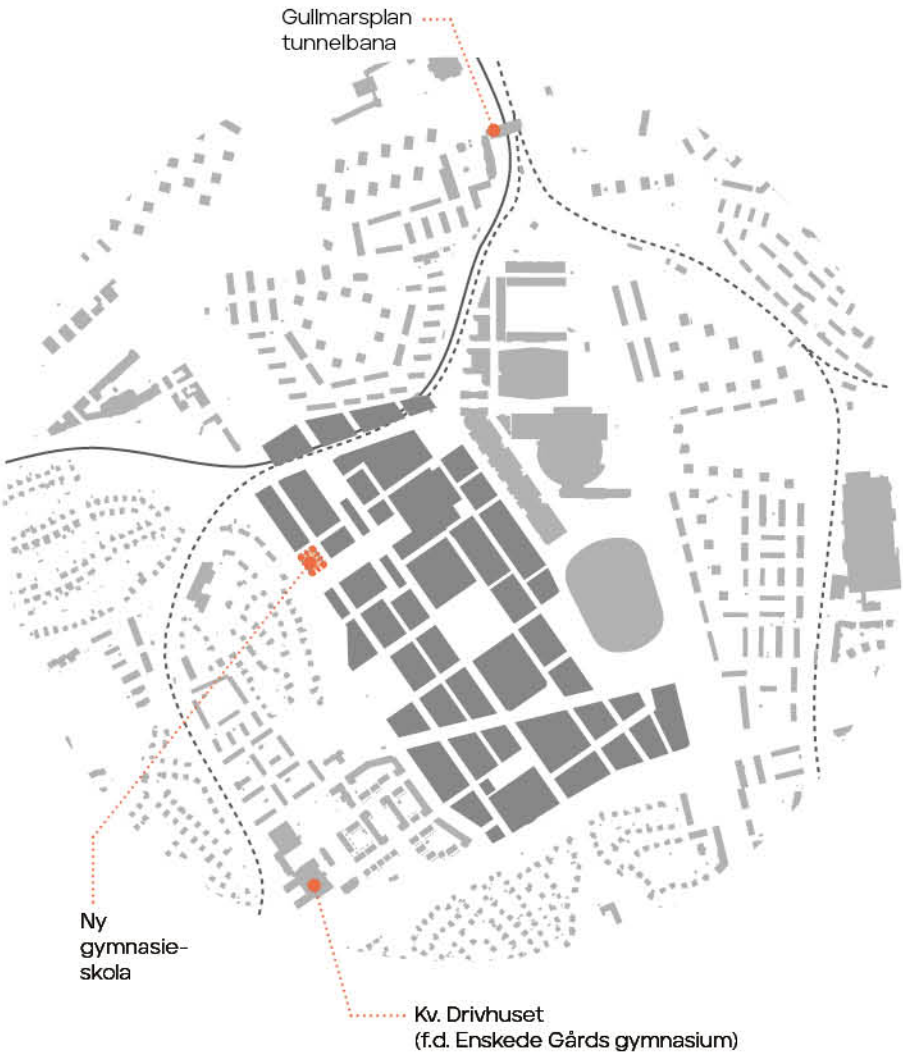 Gullmarsplan
tunnelbana
Ny
gymnasie-
skola
Kv. Drivhuset
(f.d. Enskede Gårds gymnasium)